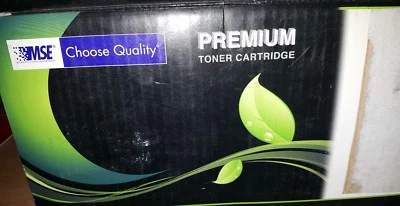 MSE
Choose Quality®
PREMIUM
TONER CARTRIDGE